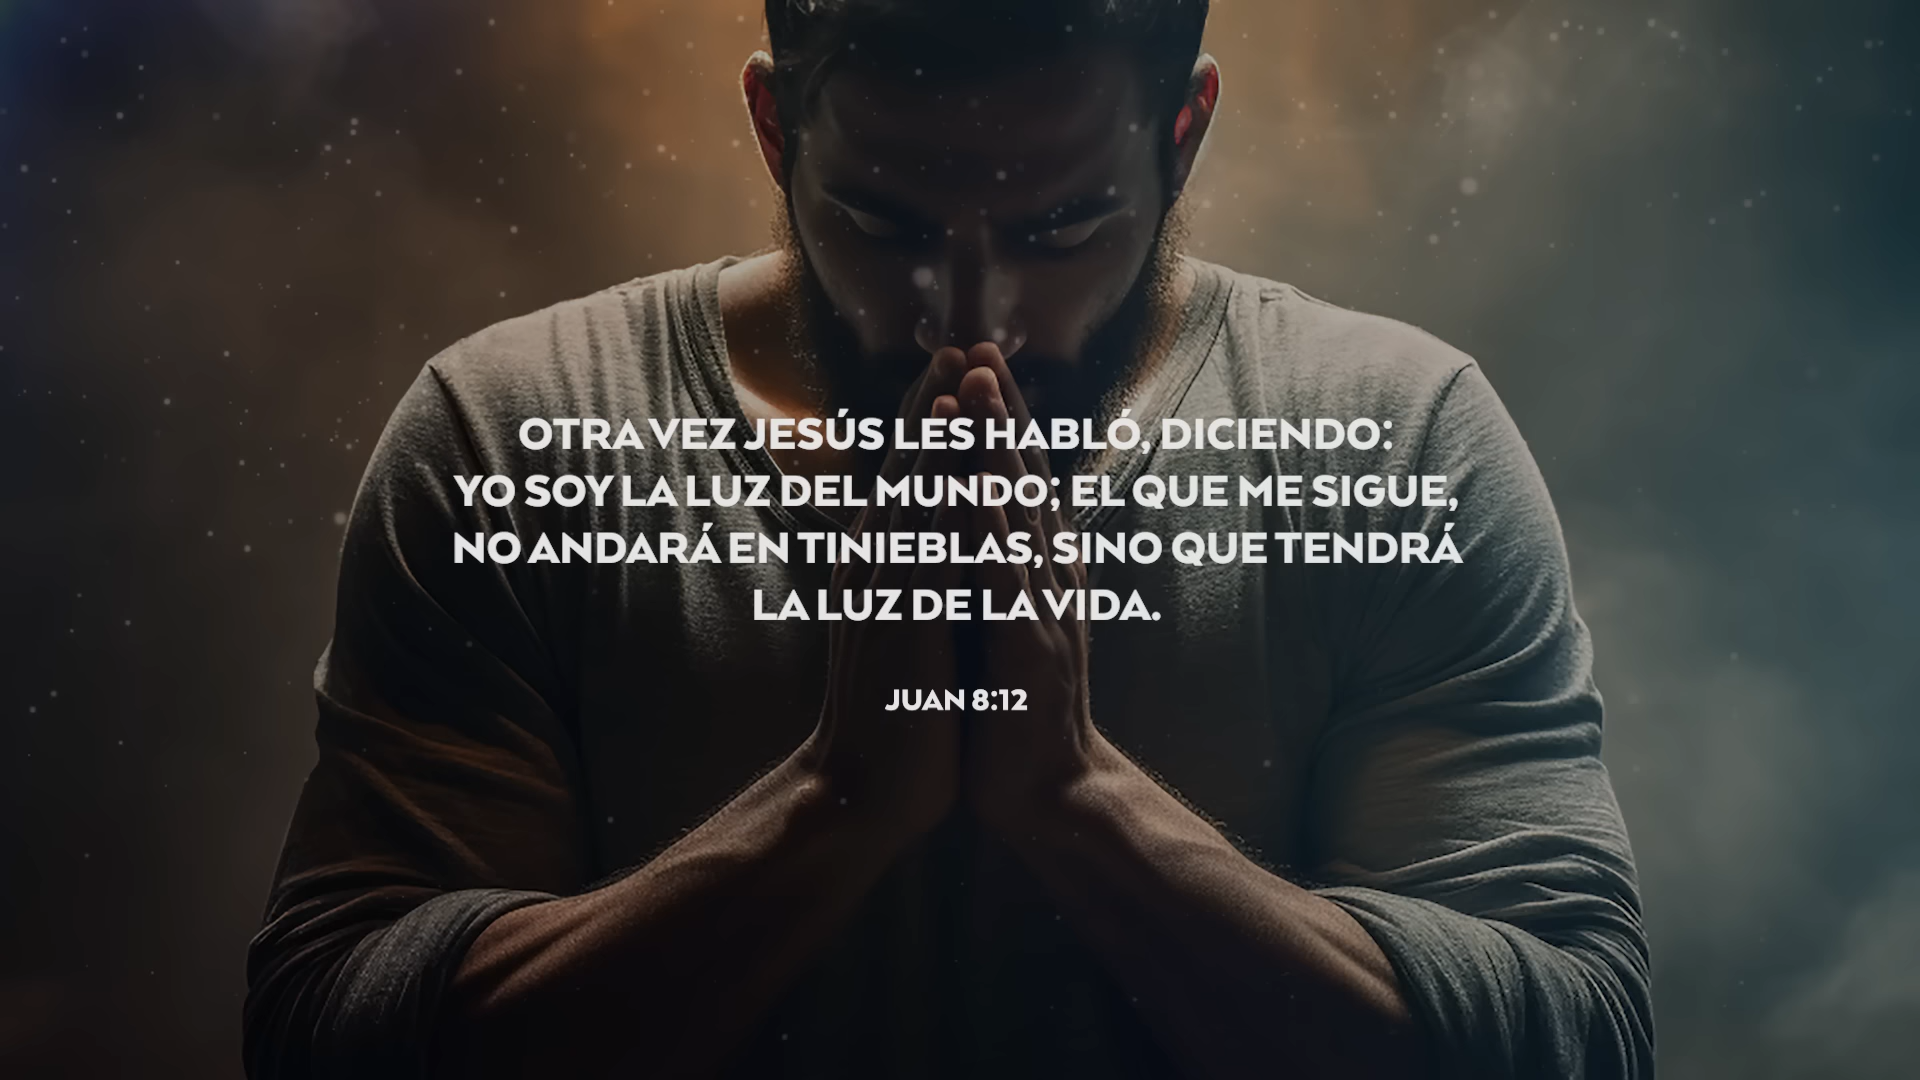 OTRA VEZ JESÚS LES HABLÓ, DICIENDO:
YO SOY LA LUZ DEL MUNDO; EL QUE ME SIGUE,
NO ANDARÁ EN TINIEBLAS, SINO QUE TENDRÁ
LA LUZ DE LA VIDA.
JUAN 8:12